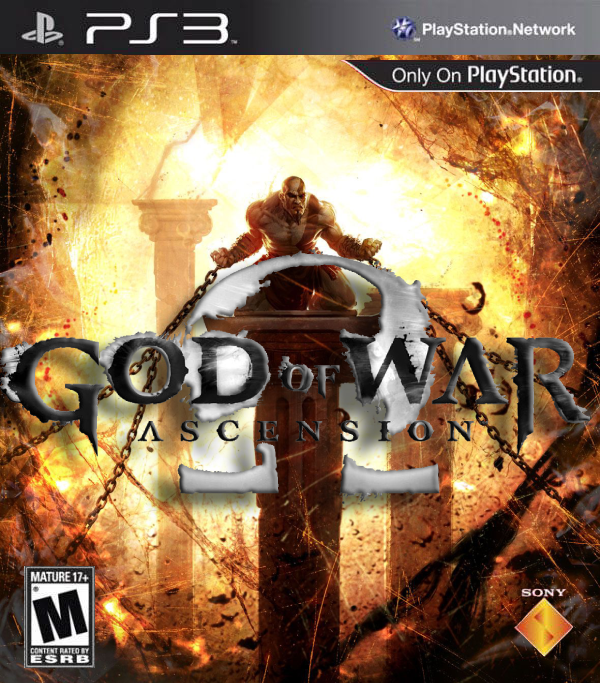 PS3
PlayStation®Network
Only On PlayStation®
GOD OF WAR
ASCENSION
MATURE 17+
M
CONTENT RATED BY
ESRB
SONY